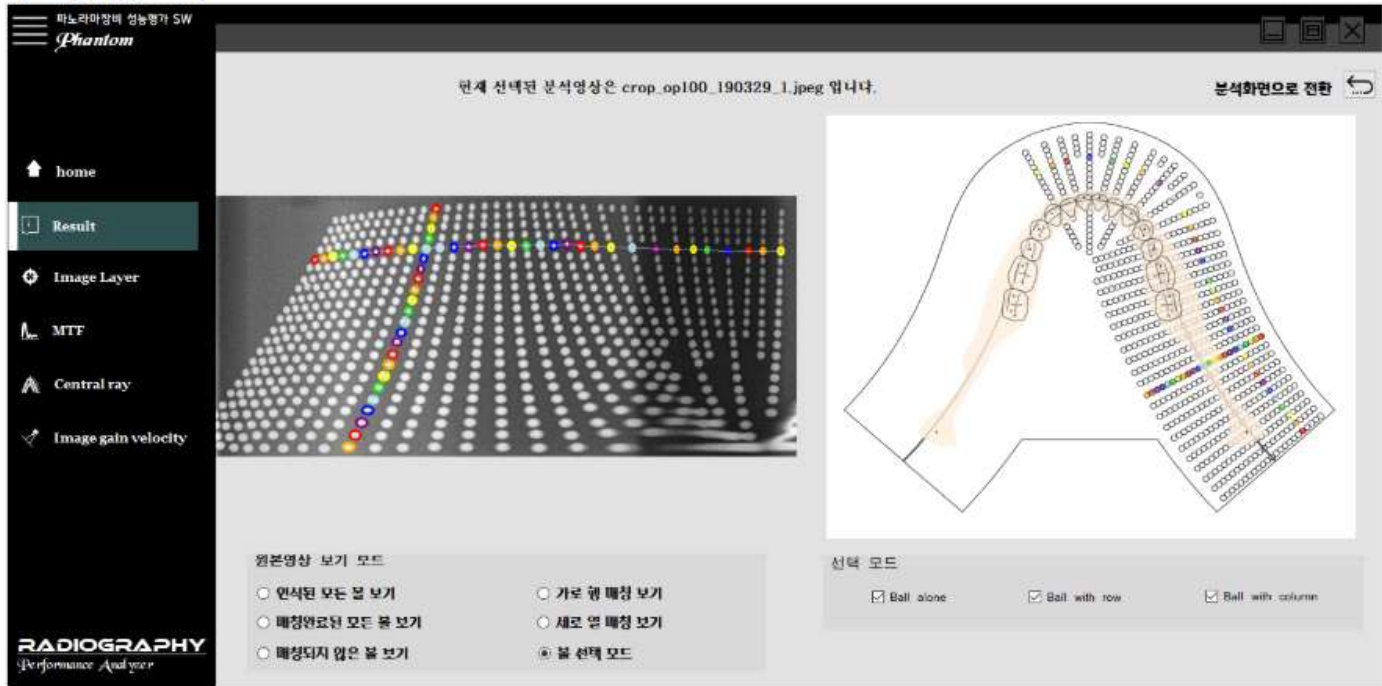 파노라마장비 성능평가 SW
Phantom
현재 선택된 분석영상은 crop_op100_190329_1.jpeg 입니다.
분석화면으로 전환
home
Result
Image Layer
MTF
Central ray
Image gain velocity
원본영상 보기 모드
인식된 모든 볼 보기
가로 행 매칭 보기
매칭완료된 모든 볼 보기
세로 열 매칭 보기
매칭되지 않은 볼 보기
볼 선택 모드
선택 모드
Ball alone
Ball with row
Ball with column
RADIOGRAPHY
Performance Analyzer